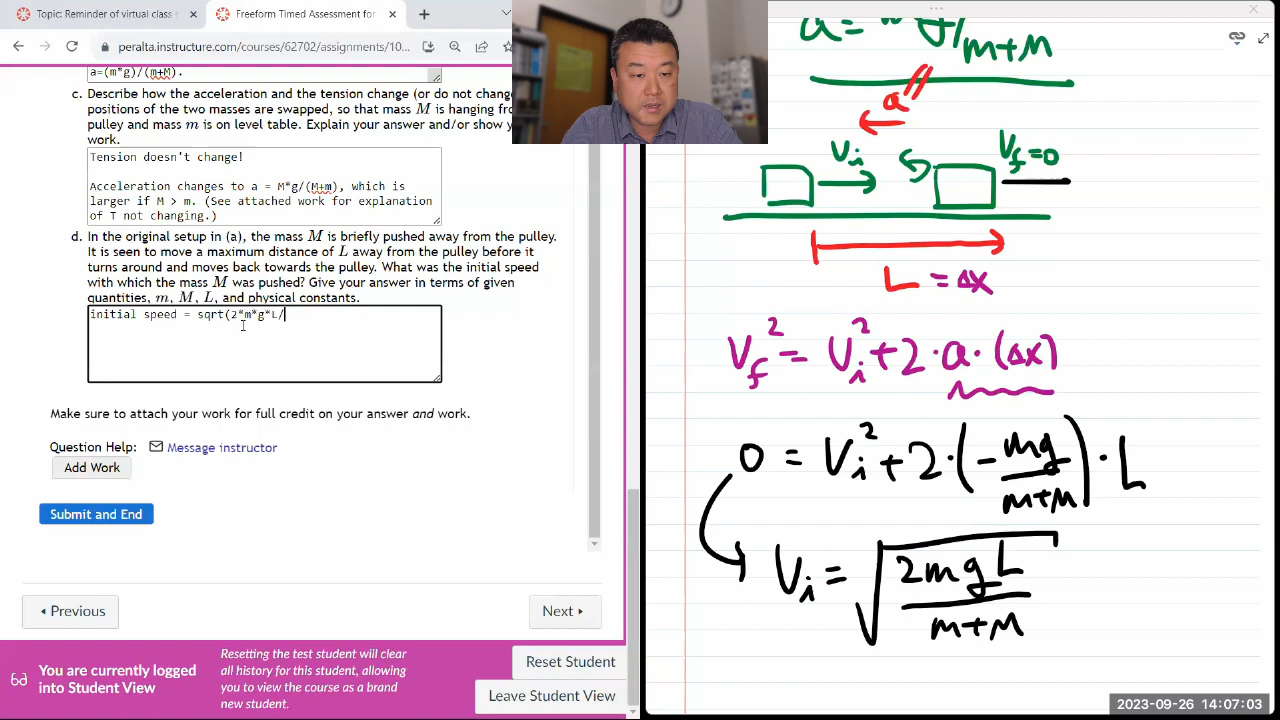 Topic Reminder for virtual class
Freeform Timed Assessment for
peralta.instructure.com/courses/62702/assignments/10...
a=(m*g)/(m+M).
c. Describe how the acceleration and the tension change (or do not change
positions of the two masses are swapped, so that mass M is hanging fro
pulley and mass m is on level table. Explain your answer and/or show y
work.
Tension doesn't change!
Acceleration changes to a = M*g/(M+m), which is
larger if M > m. (See attached work for explanation
of T not changing.)
d. In the original setup in (a), the mass M is briefly pushed away from the pulley.
It is seen to move a maximum distance of L away from the pulley before it
turns around and moves back towards the pulley. What was the initial speed
with which the mass M was pushed? Give your answer in terms of given
quantities, m, M, L, and physical constants.
initial speed = sqrt(2*m*g*L/
Make sure to attach your work for full credit on your answer and work.
Question Help: Message instructor
Add Work
Submit and End
Previous
Next
You are currently logged
into Student View
Resetting the test student will clear
all history for this student, allowing
you to view the course as a brand
new student.
Reset Student
Leave Student View
a = mg/m+M
a
Vi
Vf=0
L = Δx
Vf² = Vi² + 2·a·(Δx)
0 = Vi² + 2·(-mg/m+M)·L
Vi = √2mgL/m+M
2023-09-26 14:07:03